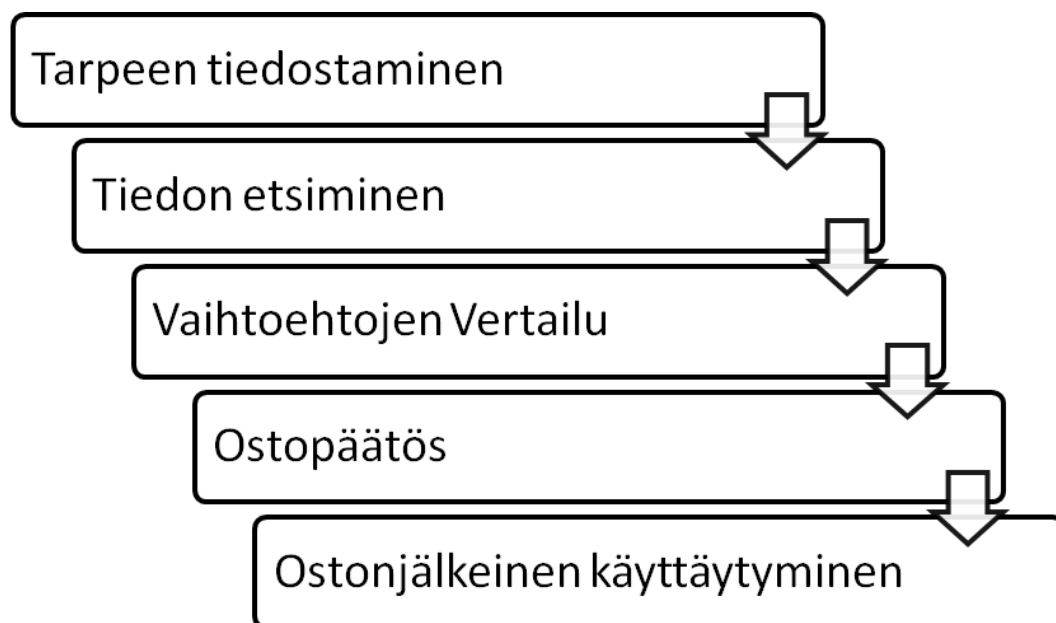 Tarpeen tiedostaminen
Tiedon etsiminen
Vaihtoehtojen Vertailu
Ostopäätös
Ostonjälkeinen käyttäytyminen